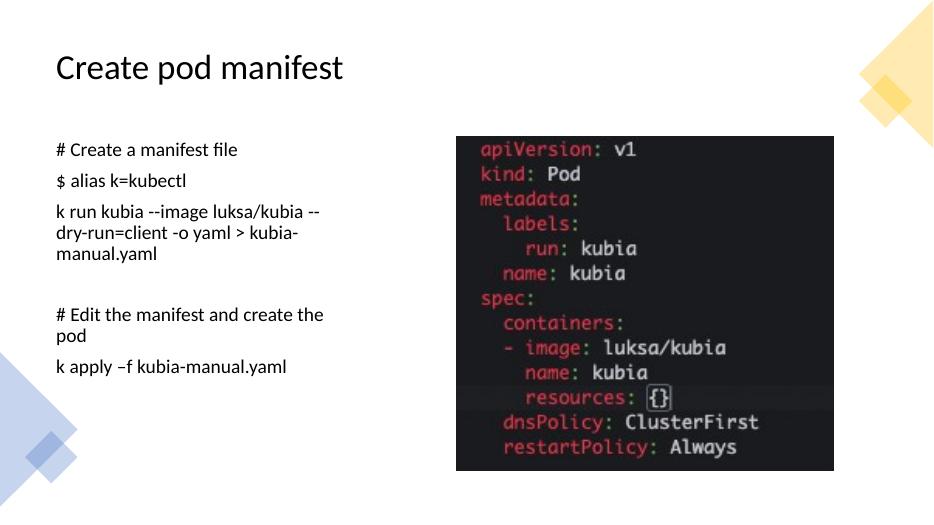 Create pod manifest
# Create a manifest file
$ alias k=kubectl
k run kubia --image luksa/kubia --
dry-run=client -o yaml > kubia-
manual.yaml
# Edit the manifest and create the
pod
k apply –f kubia-manual.yaml
apiVersion: v1
kind: Pod
metadata:
  labels:
    run: kubia
  name: kubia
spec:
  containers:
  - image: luksa/kubia
    name: kubia
    resources: {}
  dnsPolicy: ClusterFirst
  restartPolicy: Always